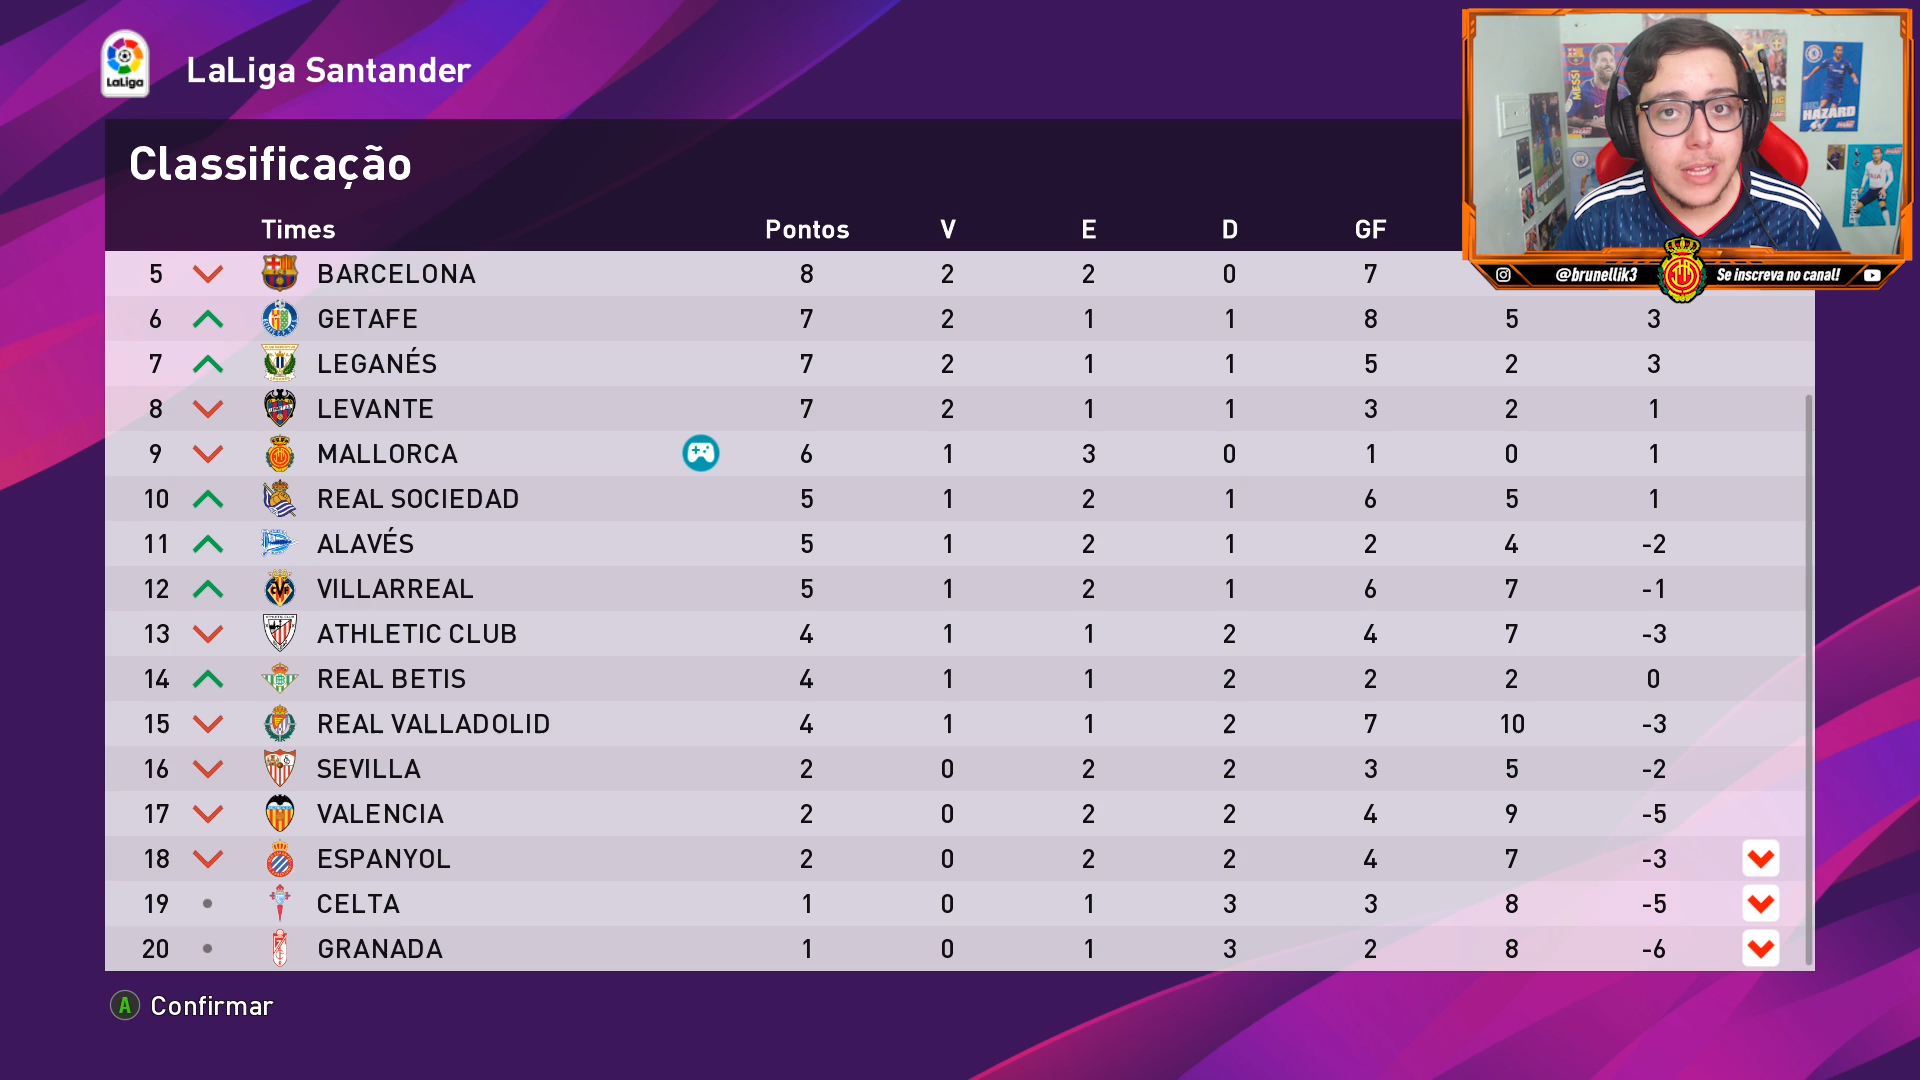 LaLiga
LaLiga Santander
Classificação
Times Pontos V E D GF
5 BARCELONA 8 2 2 0 7
6 GETAFE 7 2 1 1 8 5 3
7 LEGANÉS 7 2 1 1 5 2 3
8 LEVANTE 7 2 1 1 3 2 1
9 MALLORCA 6 1 3 0 1 0 1
10 REAL SOCIEDAD 5 1 2 1 6 5 1
11 ALAVÉS 5 1 2 1 2 4 -2
12 VILLARREAL 5 1 2 1 6 7 -1
13 ATHLETIC CLUB 4 1 1 2 4 7 -3
14 REAL BETIS 4 1 1 2 2 2 0
15 REAL VALLADOLID 4 1 1 2 7 10 -3
16 SEVILLA 2 0 2 2 3 5 -2
17 VALENCIA 2 0 2 2 4 9 -5
18 ESPANYOL 2 0 2 2 4 7 -3
19 CELTA 1 0 1 3 3 8 -5
20 GRANADA 1 0 1 3 2 8 -6
A Confirmar
MESSI
HAZARD
ERIKSEN
@brunellik3
Se inscreva no canal!